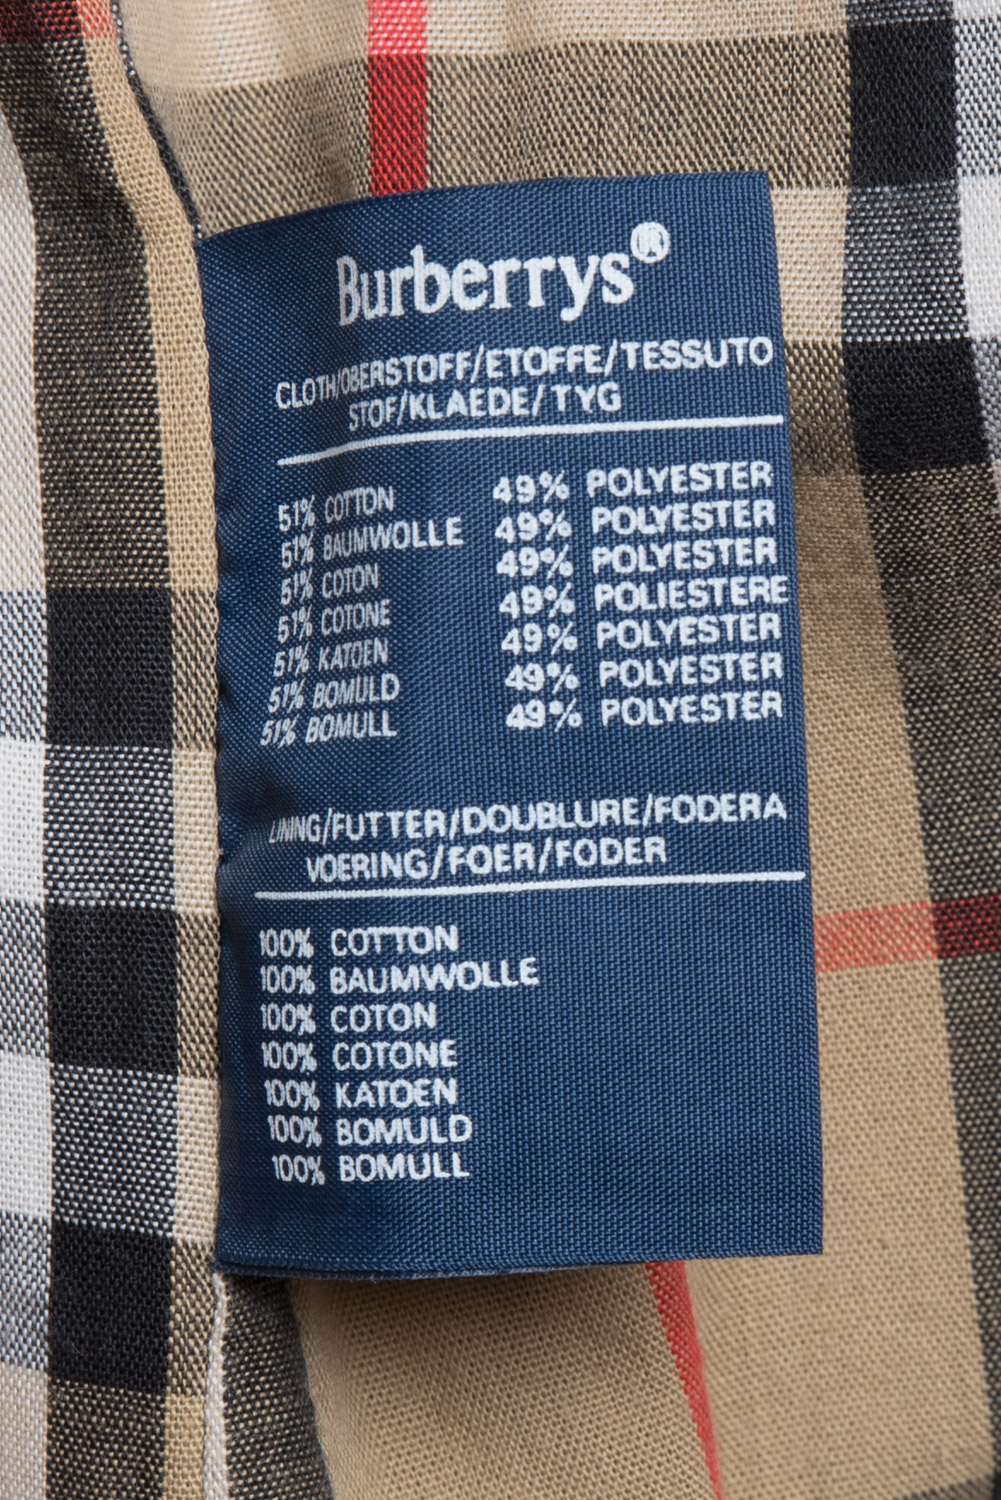 Burberrys®
CLOTH/OBERSTOFF/ETOFFE/TESSUTO
STOF/KLAEDE/TYG
51% COTTON 49% POLYESTER
51% BAUMWOLLE 49% POLYESTER
51% COTON 49% POLYESTER
51% COTONE 49% POLIESTERE
51% KATOEN 49% POLYESTER
51% BOMULD 49% POLYESTER
51% BOMULL 49% POLYESTER
LINING/FUTTER/DOUBLURE/FODERA
VOERING/FOER/FODER
100% COTTON
100% BAUMWOLLE
100% COTON
100% COTONE
100% KATOEN
100% BOMULD
100% BOMULL